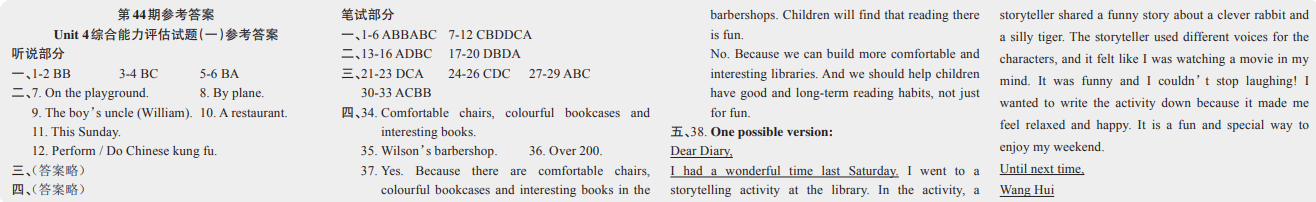 第44期参考答案
Unit 4综合能力评估试题(一)参考答案
听说部分
一、1-2 BB 3-4 BC 5-6 BA
二、7. On the playground. 8. By plane.
9. The boy's uncle (William). 10. A restaurant.
11. This Sunday.
12. Perform / Do Chinese kung fu.
三、(答案略)
四、(答案略)
笔试部分
一、1-6 ABBABC 7-12 CBDDCA
二、13-16 ADBC 17-20 DBDA
三、21-23 DCA 24-26 CDC 27-29 ABC
30-33 ACBB
四、34. Comfortable chairs, colourful bookcases and
interesting books.
35. Wilson's barbershop. 36. Over 200.
37. Yes. Because there are comfortable chairs,
colourful bookcases and interesting books in the
barbershops. Children will find that reading there
is fun.
No. Because we can build more comfortable and
interesting libraries. And we should help children
have good and long-term reading habits, not just
for fun.
五、38. One possible version:
Dear Diary,
I had a wonderful time last Saturday. I went to a
storytelling activity at the library. In the activity, a
storyteller shared a funny story about a clever rabbit and
a silly tiger. The storyteller used different voices for the
characters, and it felt like I was watching a movie in my
mind. It was funny and I couldn't stop laughing! I
wanted to write the activity down because it made me
feel relaxed and happy. It is a fun and special way to
enjoy my weekend.
Until next time,
Wang Hui